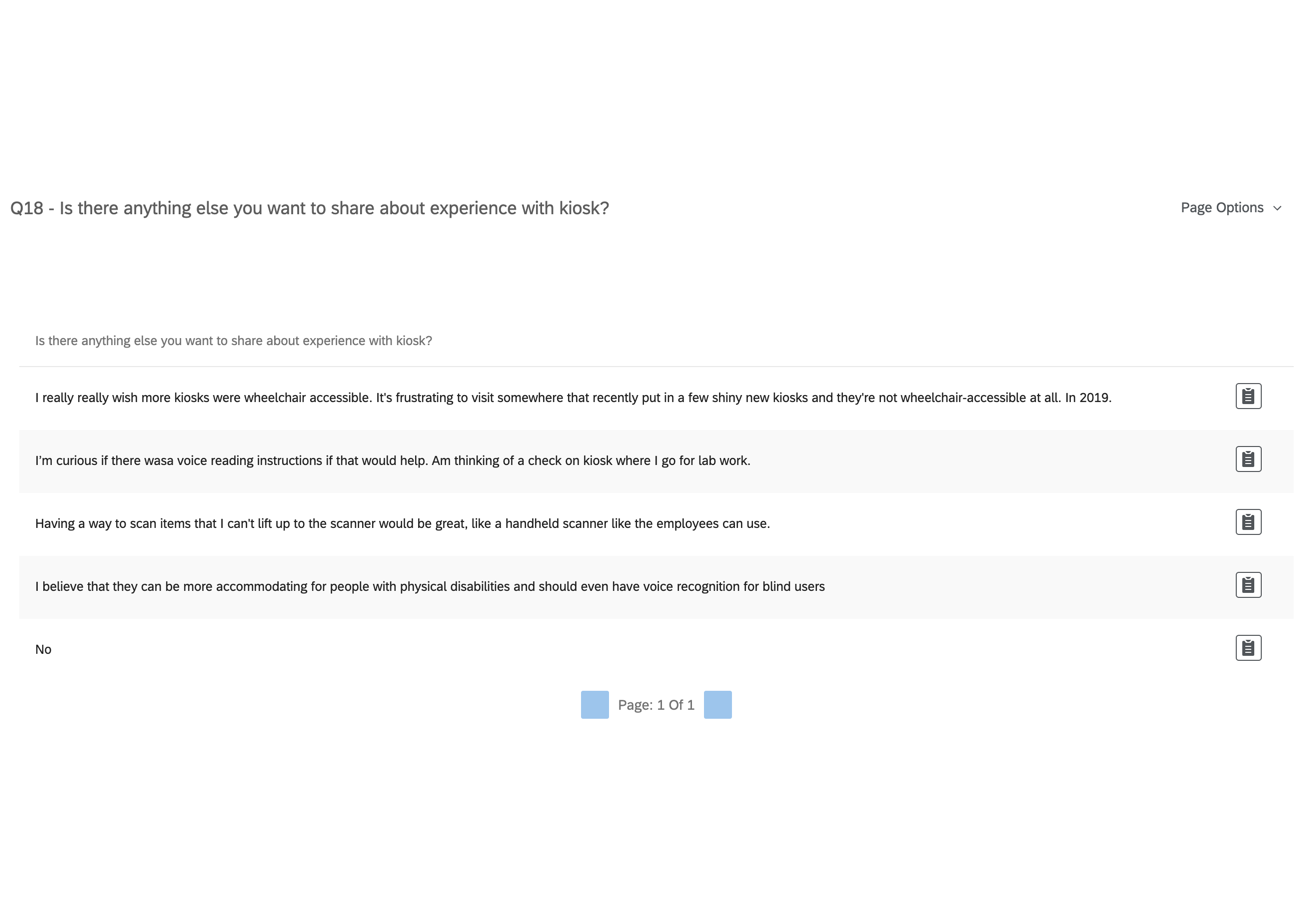 Q18 - Is there anything else you want to share about experience with kiosk?
Page Options
Is there anything else you want to share about experience with kiosk?
I really really wish more kiosks were wheelchair accessible. It's frustrating to visit somewhere that recently put in a few shiny new kiosks and they're not wheelchair-accessible at all. In 2019.
I'm curious if there wasa voice reading instructions if that would help. Am thinking of a check on kiosk where I go for lab work.
Having a way to scan items that I can't lift up to the scanner would be great, like a handheld scanner like the employees can use.
I believe that they can be more accommodating for people with physical disabilities and should even have voice recognition for blind users
No
Page: 1 Of 1